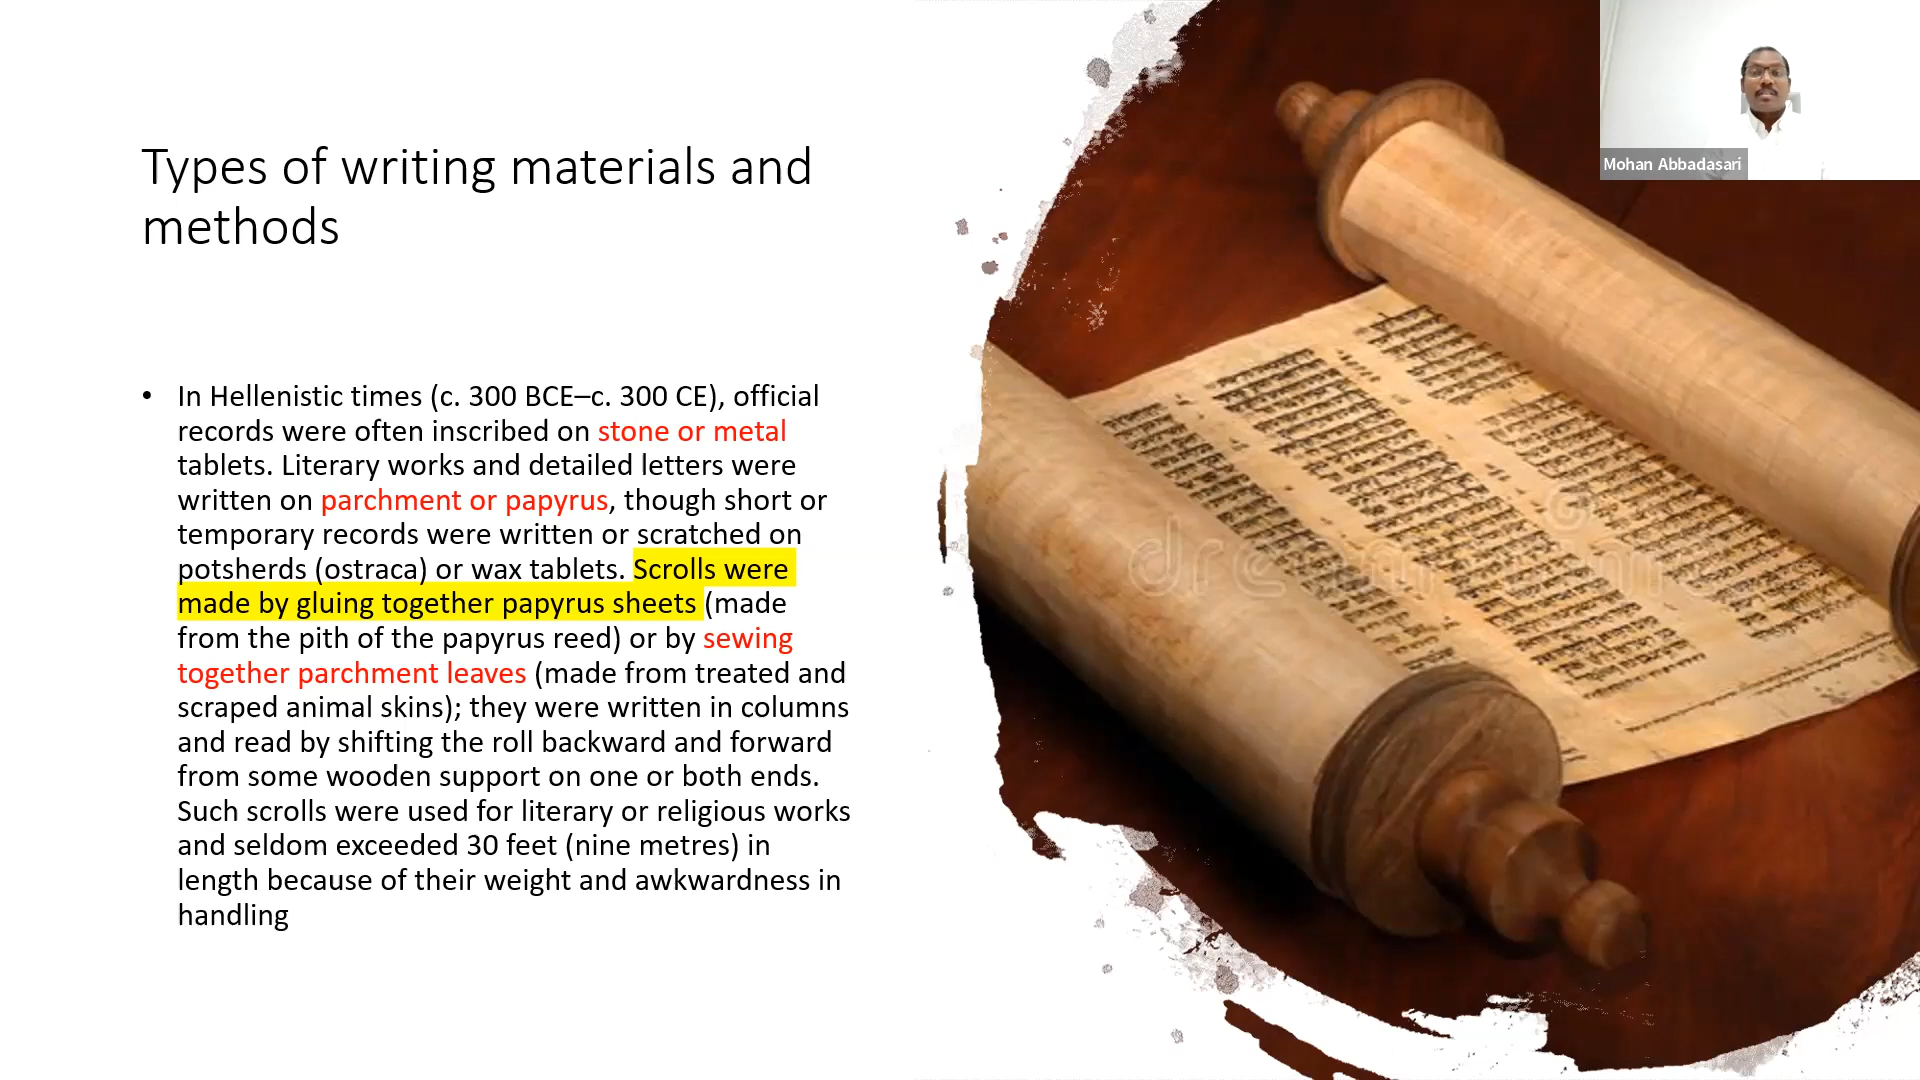 Types of writing materials and
methods
• In Hellenistic times (c. 300 BCE–c. 300 CE), official
records were often inscribed on stone or metal
tablets. Literary works and detailed letters were
written on parchment or papyrus, though short or
temporary records were written or scratched on
potsherds (ostraca) or wax tablets. Scrolls were
made by gluing together papyrus sheets (made
from the pith of the papyrus reed) or by sewing
together parchment leaves (made from treated and
scraped animal skins); they were written in columns
and read by shifting the roll backward and forward
from some wooden support on one or both ends.
Such scrolls were used for literary or religious works
and seldom exceeded 30 feet (nine metres) in
length because of their weight and awkwardness in
handling
Mohan Abbadasari